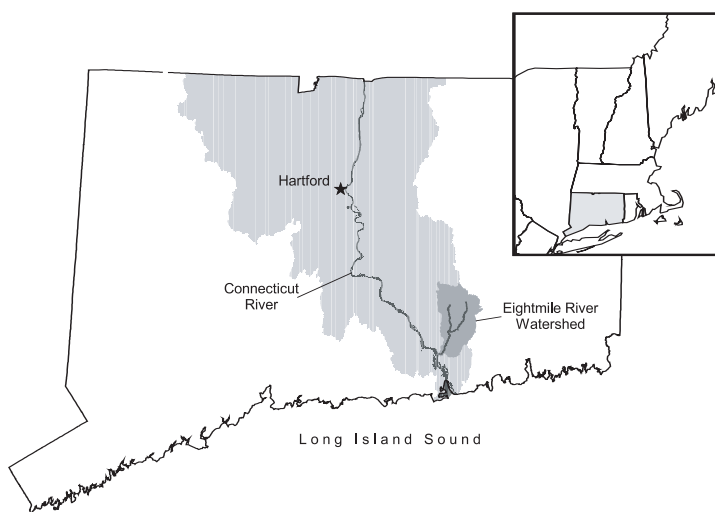 Hartford
Connecticut
River
Eightmile River
Watershed
Long Island Sound